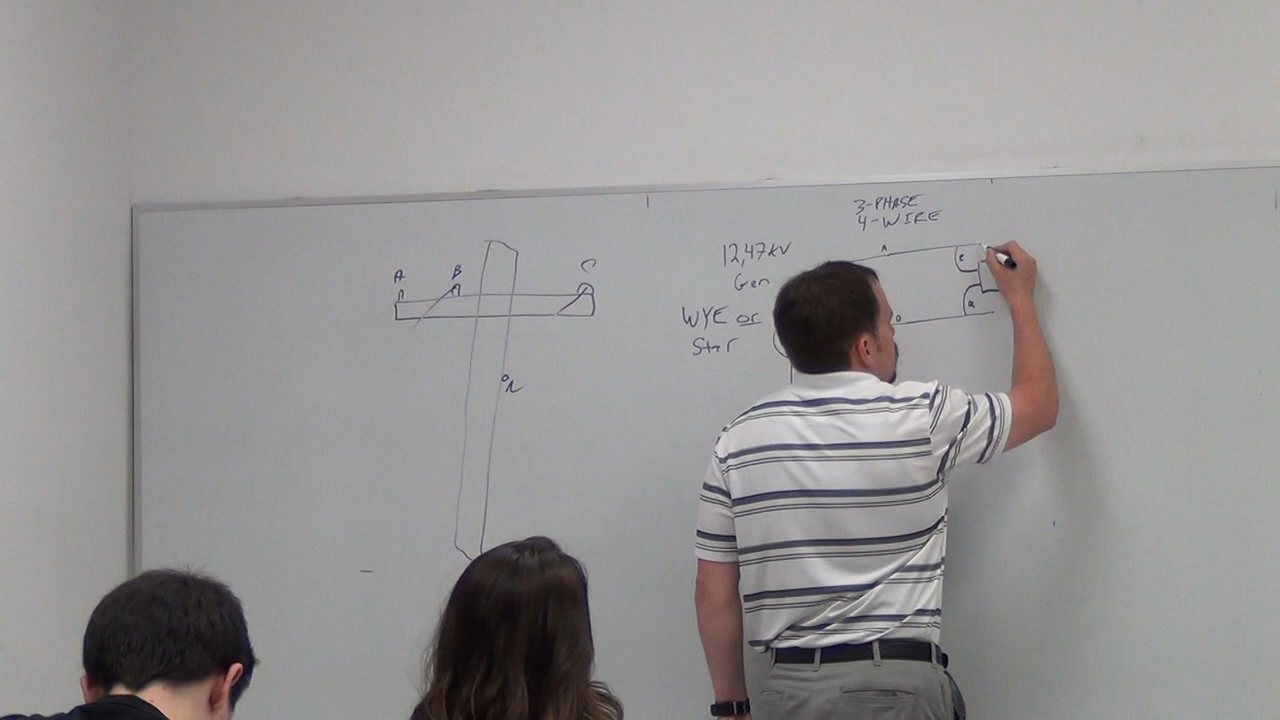 A B C
n
3-PHASE
4-WIRE
12,47kV
Gen
WYE or
Star
A